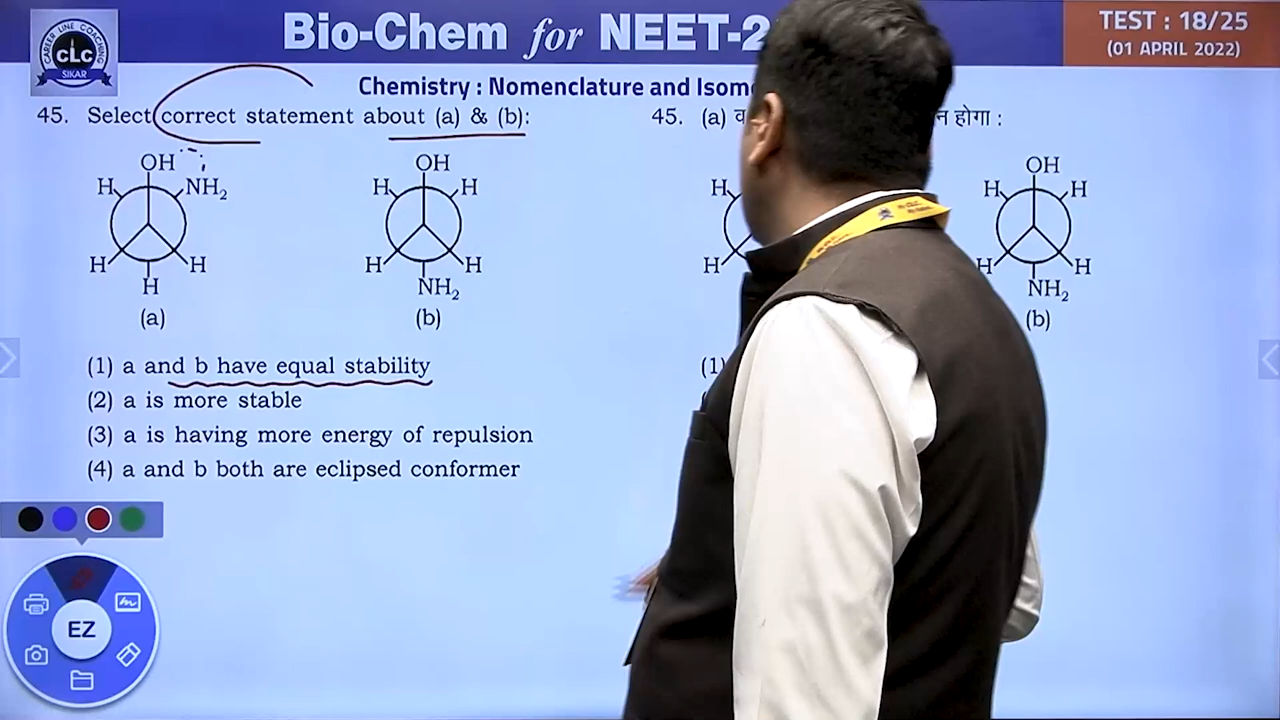 CAREER LINE COACHING
CLC
SIKAR
Bio-Chem for NEET-2
TEST : 18/25
(01 APRIL 2022)
Chemistry : Nomenclature and Isome
45. Select correct statement about (a) & (b):
OH
H NH₂
H H
H
(a)
OH
H H
H H
NH₂
(b)
(1) a and b have equal stability
(2) a is more stable
(3) a is having more energy of repulsion
(4) a and b both are eclipsed conformer
45. (a) न होगा :
H
H
(1)
OH
H H
H H
NH₂
(b)
EZ